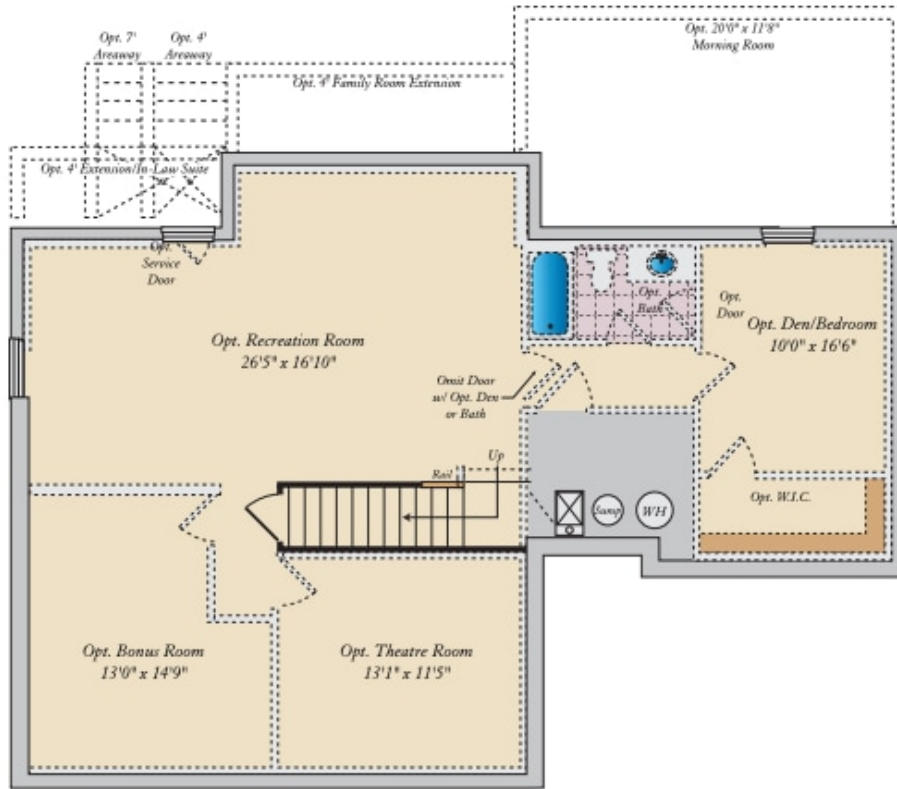 Opt. 7'
Areaway
Opt. 4'
Areaway
Opt. 20'0" x 11'8"
Morning Room
Opt. 4' Family Room Extension
Opt. 4' Extension/In-Law Suite
Opt.
Service
Door
Opt. Recreation Room
26'5" x 16'10"
Opt.
Bath
Opt.
Door
Opt. Den/Bedroom
10'0" x 16'6"
Omit Door
w/ Opt. Den
or Bath
Up
Rail
Sump
WH
Opt. W.I.C.
Opt. Bonus Room
13'0" x 14'9"
Opt. Theatre Room
13'1" x 11'5"